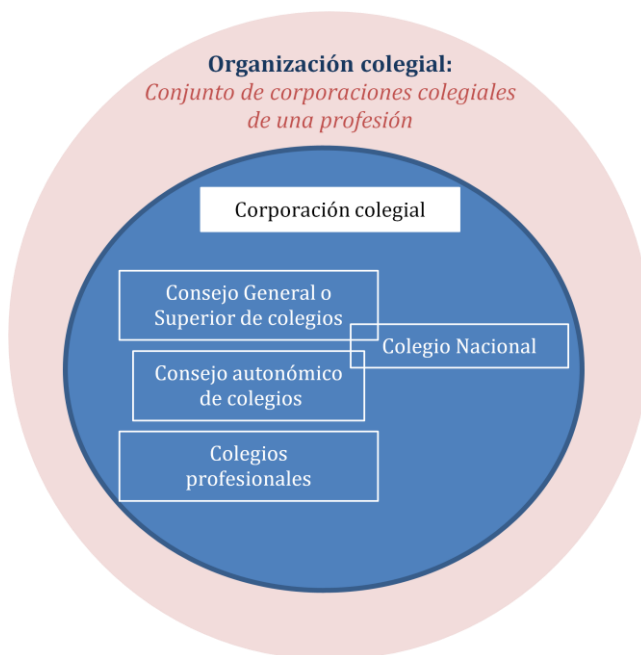 Organización colegial:
Conjunto de corporaciones colegiales
de una profesión
Corporación colegial
Consejo General o
Superior de colegios
Colegio Nacional
Consejo autonómico
de colegios
Colegios
profesionales